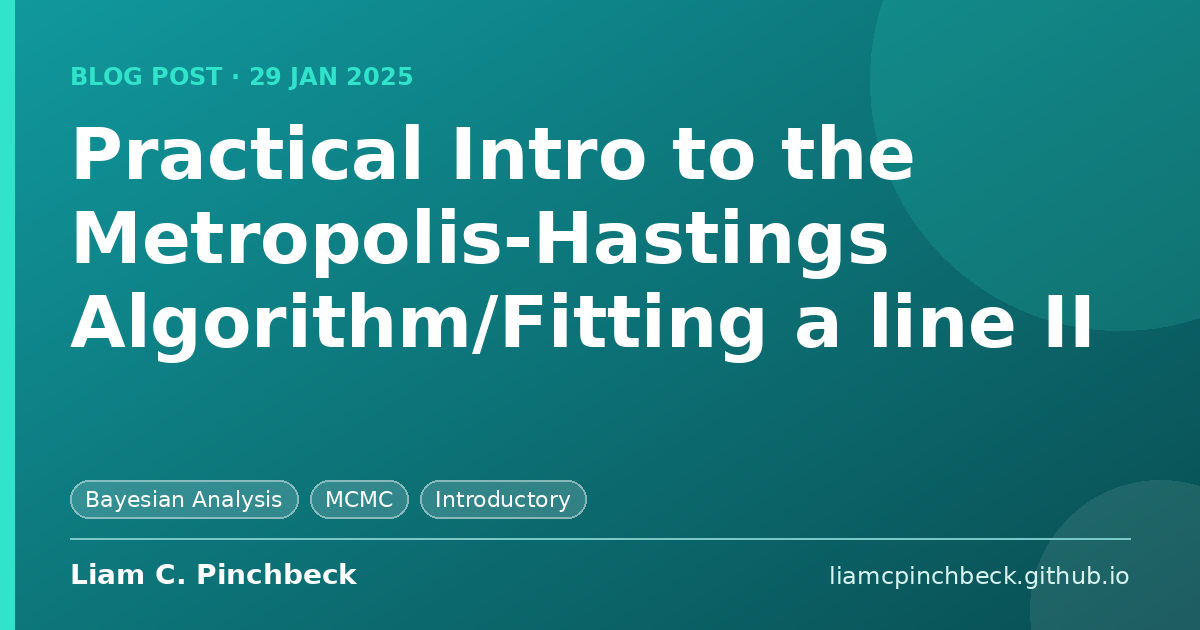 BLOG POST · 29 JAN 2025
Practical Intro to the
Metropolis-Hastings
Algorithm/Fitting a line II
Bayesian Analysis MCMC Introductory
Liam C. Pinchbeck liamcpinchbeck.github.io